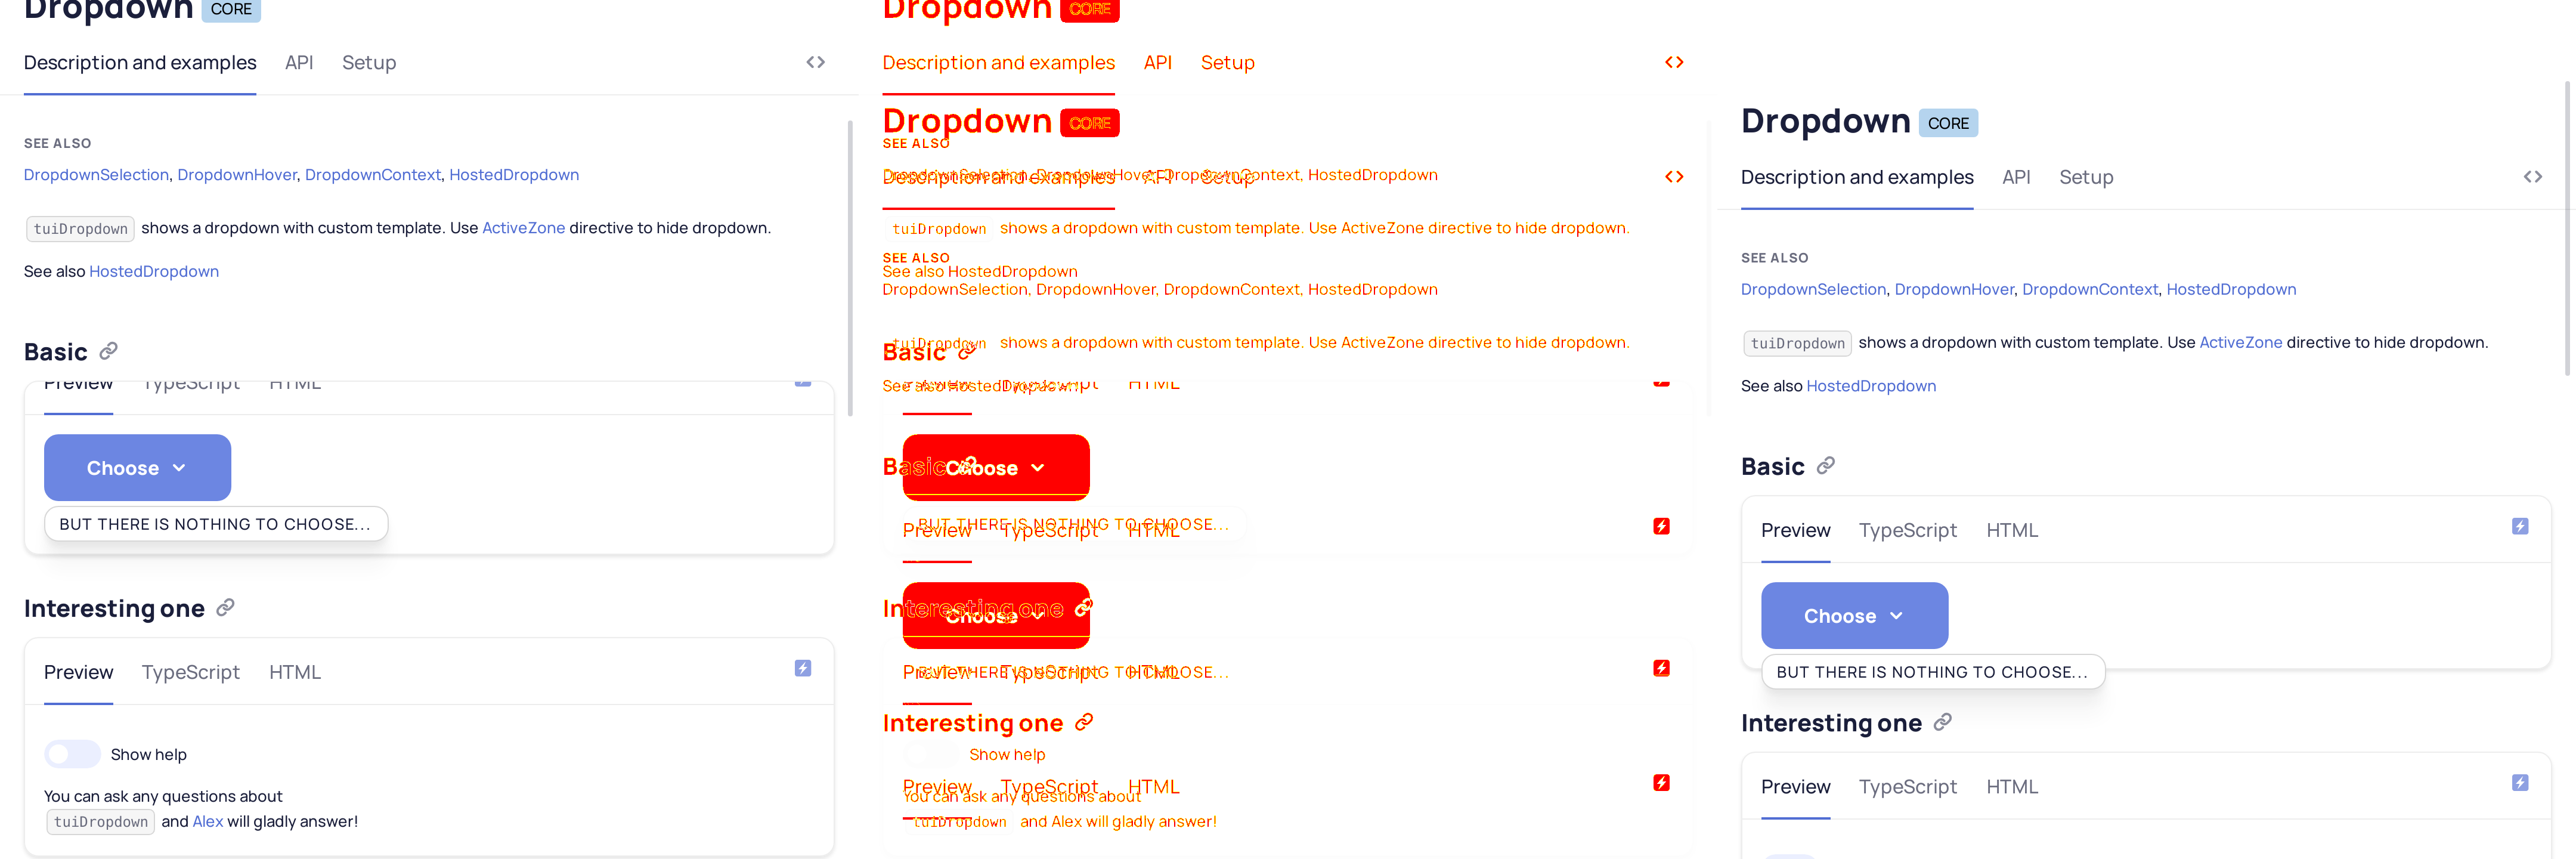 Dropdown CORE
Description and examples API Setup
SEE ALSO
DropdownSelection, DropdownHover, DropdownContext, HostedDropdown
tuiDropdown shows a dropdown with custom template. Use ActiveZone directive to hide dropdown.
See also HostedDropdown
Basic
Preview TypeScript HTML
Choose
BUT THERE IS NOTHING TO CHOOSE...
Interesting one
Preview TypeScript HTML
Show help
You can ask any questions about
tuiDropdown and Alex will gladly answer!
Dropdown CORE
Description and examples API Setup
Dropdown CORE
SEE ALSO
DropdownSelection, DropdownHover, DropdownContext, HostedDropdown
Description and examples API Setup
tuiDropdown shows a dropdown with custom template. Use ActiveZone directive to hide dropdown.
SEE ALSO
See also HostedDropdown
DropdownSelection, DropdownHover, DropdownContext, HostedDropdown
tuiDropdown shows a dropdown with custom template. Use ActiveZone directive to hide dropdown.
Basic
Preview TypeScript HTML
See also HostedDropdown
Basic
Choose
BUT THERE IS NOTHING TO CHOOSE...
Preview TypeScript HTML
Interesting one
Choose
Preview TypeScript HTML
BUT THERE IS NOTHING TO CHOOSE...
Interesting one
Show help
Preview TypeScript HTML
You can ask any questions about
tuiDropdown and Alex will gladly answer!
Dropdown CORE
Description and examples API Setup
SEE ALSO
DropdownSelection, DropdownHover, DropdownContext, HostedDropdown
tuiDropdown shows a dropdown with custom template. Use ActiveZone directive to hide dropdown.
See also HostedDropdown
Basic
Preview TypeScript HTML
Choose
BUT THERE IS NOTHING TO CHOOSE...
Interesting one
Preview TypeScript HTML